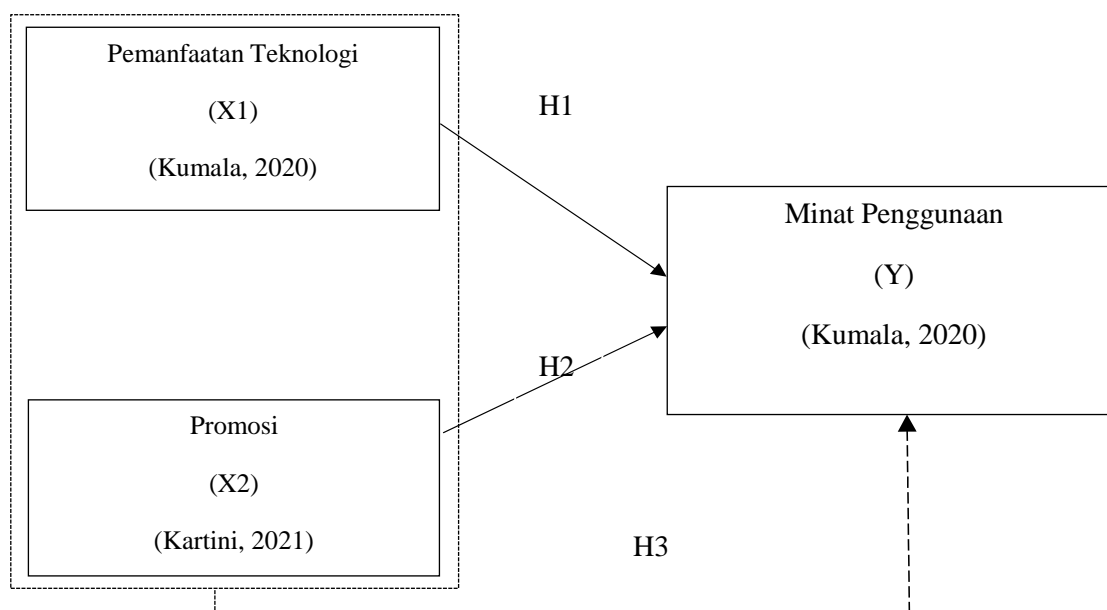 Pemanfaatan Teknologi
(X1)
(Kumala, 2020)
H1
Minat Penggunaan
(Y)
(Kumala, 2020)
H2
Promosi
(X2)
(Kartini, 2021)
H3